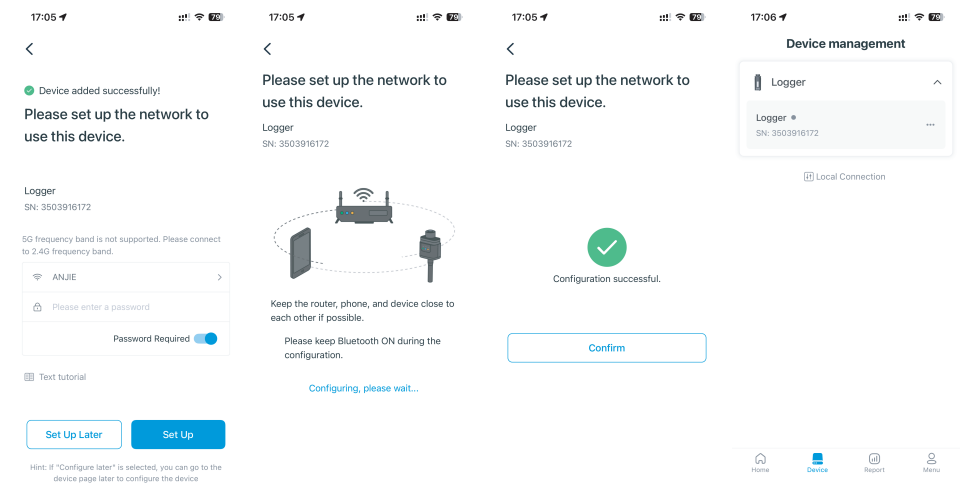 17:05
79
Device added successfully!
Please set up the network to
use this device.
Logger
SN: 3503916172
5G frequency band is not supported. Please connect
to 2.4G frequency band.
ANJIE
Please enter a password
Password Required
Text tutorial
Set Up Later
Set Up
Hint: If "Configure later" is selected, you can go to the
device page later to configure the device
17:05
79
Please set up the network to
use this device.
Logger
SN: 3503916172
Keep the router, phone, and device close to
each other if possible.
Please keep Bluetooth ON during the
configuration.
Configuring, please wait...
17:05
79
Please set up the network to
use this device.
Logger
SN: 3503916172
Configuration successful.
Confirm
17:06
79
Device management
Logger
Logger
SN: 3503916172
Local Connection
Home
Device
Report
Menu